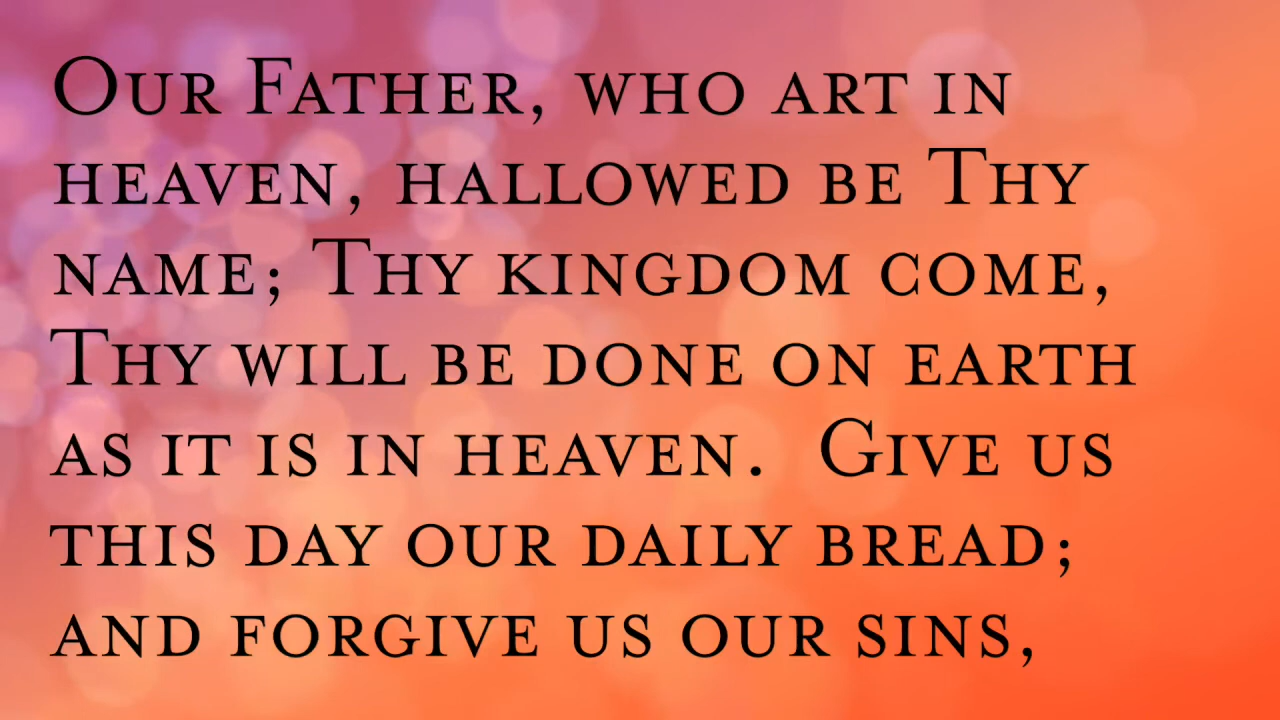 Our Father, who art in
heaven, hallowed be Thy
name; Thy kingdom come,
Thy will be done on earth
as it is in heaven.  Give us
this day our daily bread;
and forgive us our sins,